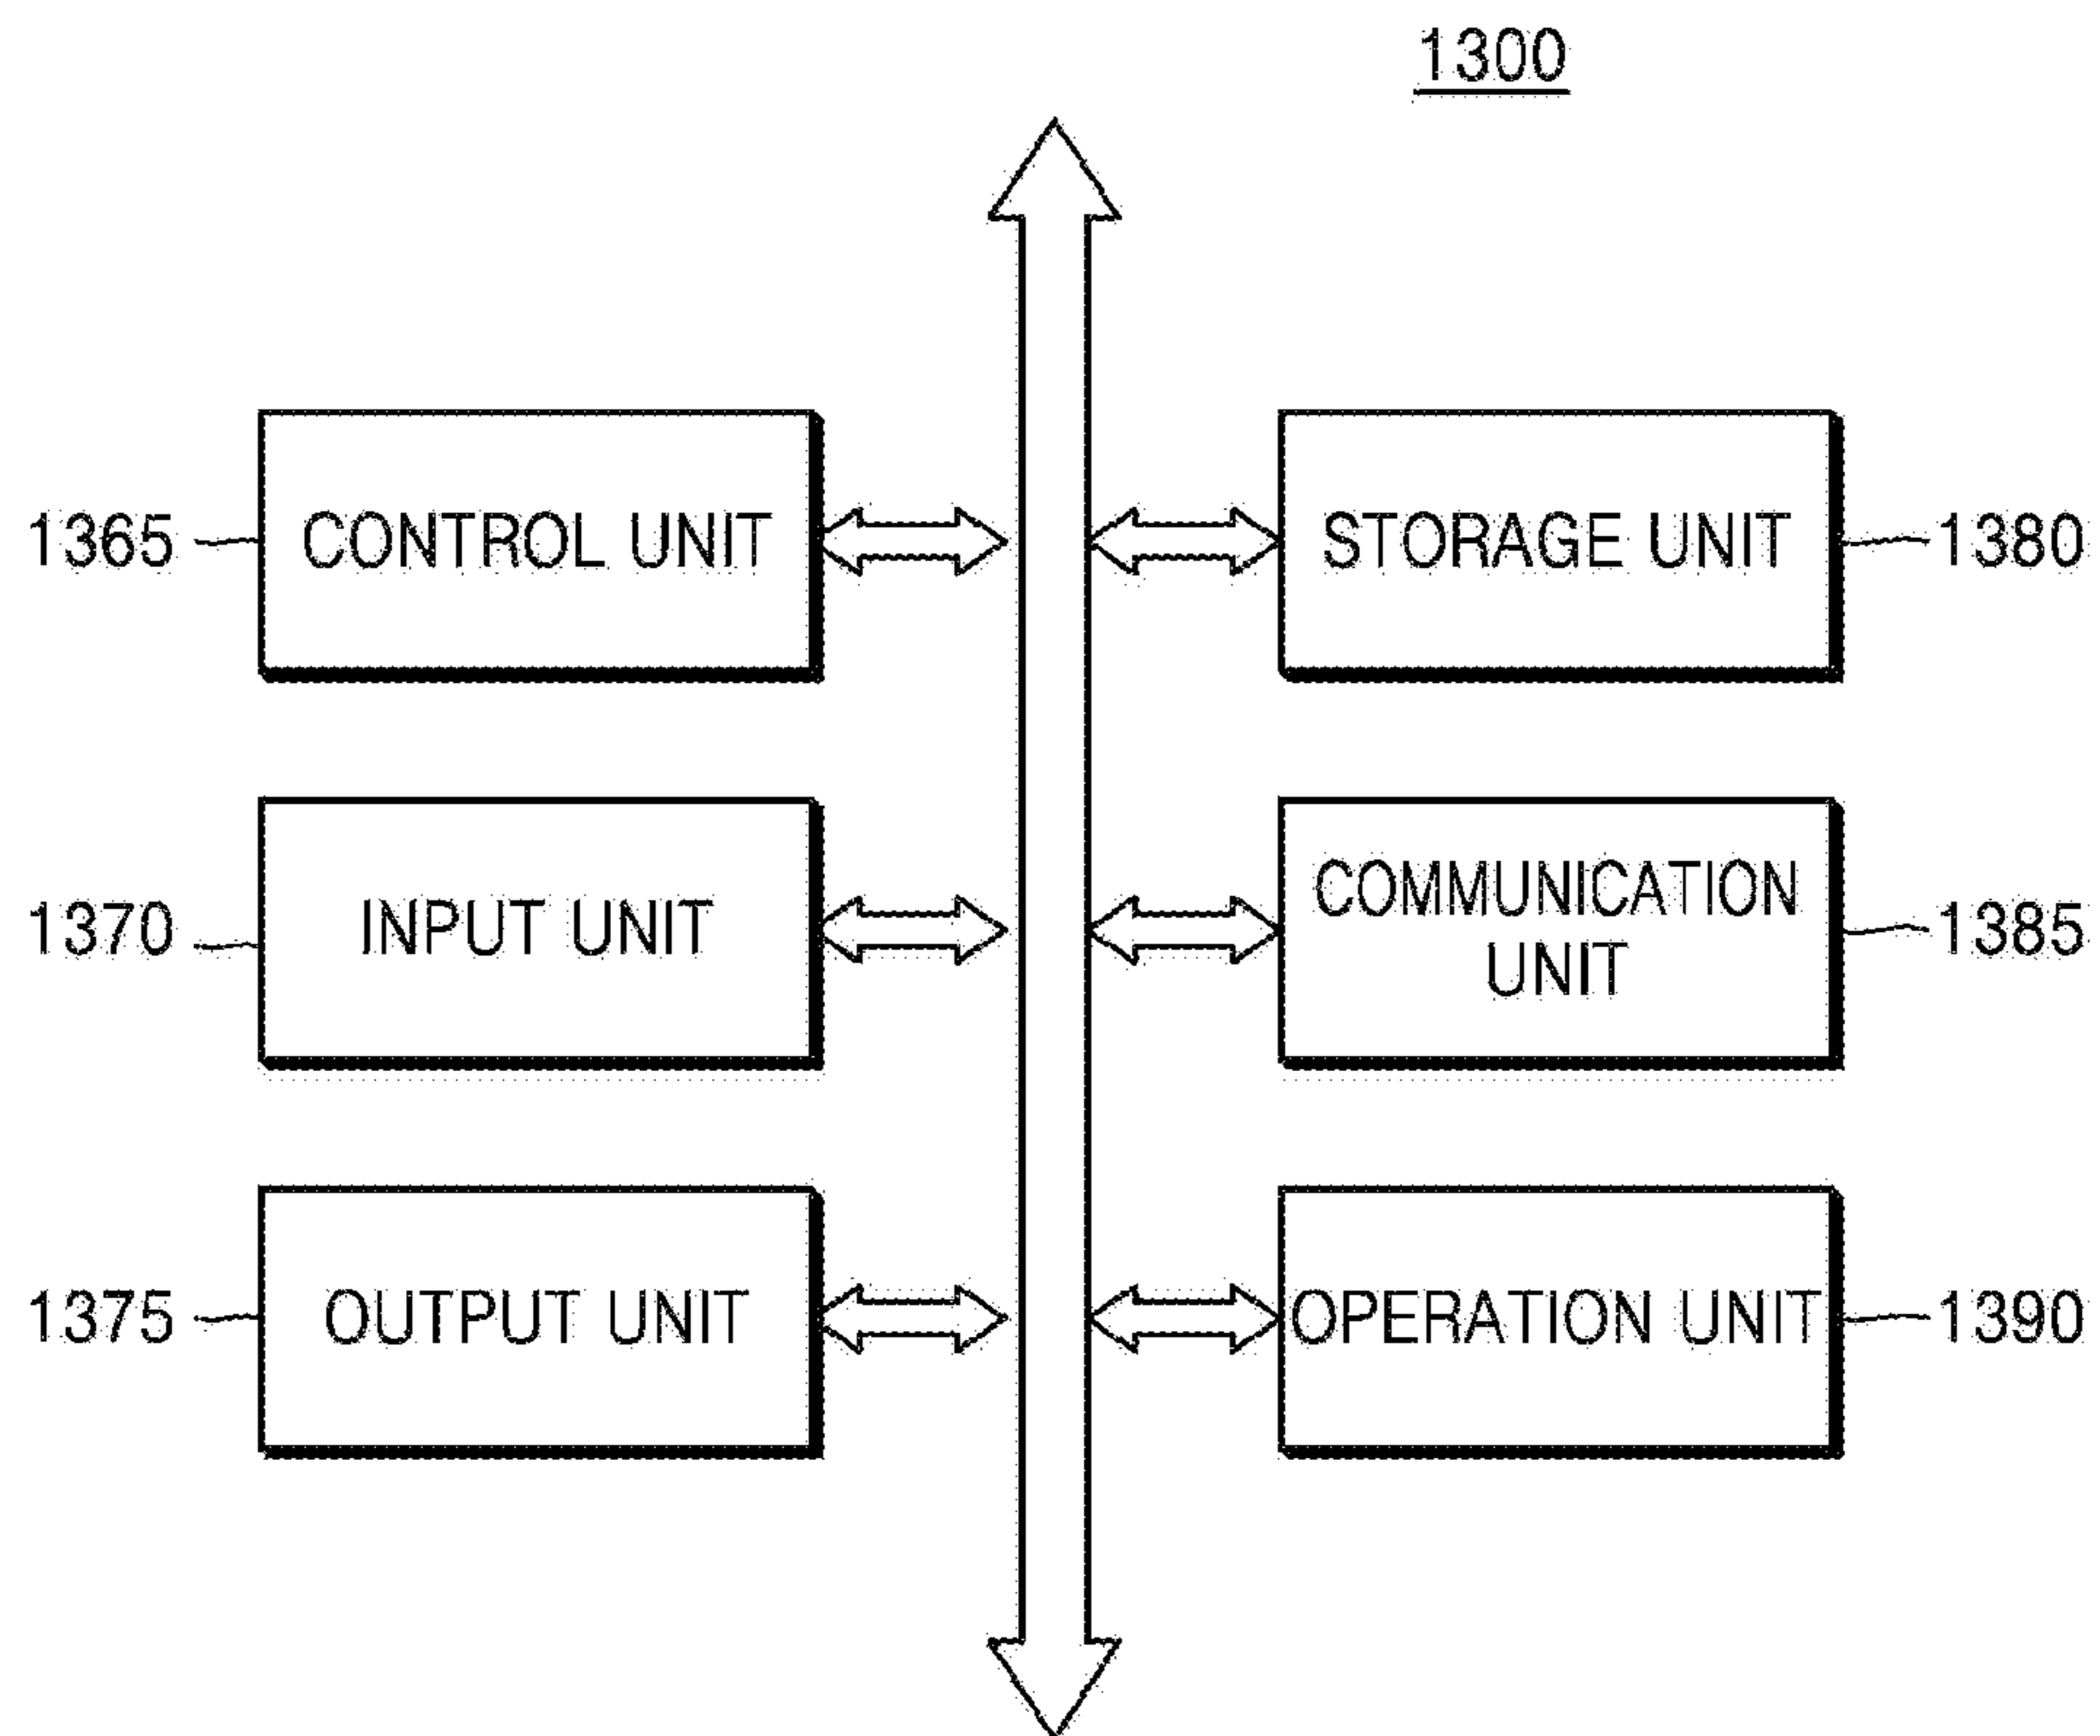 1300
1365
CONTROL UNIT
STORAGE UNIT
1380
1370
INPUT UNIT
COMMUNICATION
UNIT
1385
1375
OUTPUT UNIT
OPERATION UNIT
1390